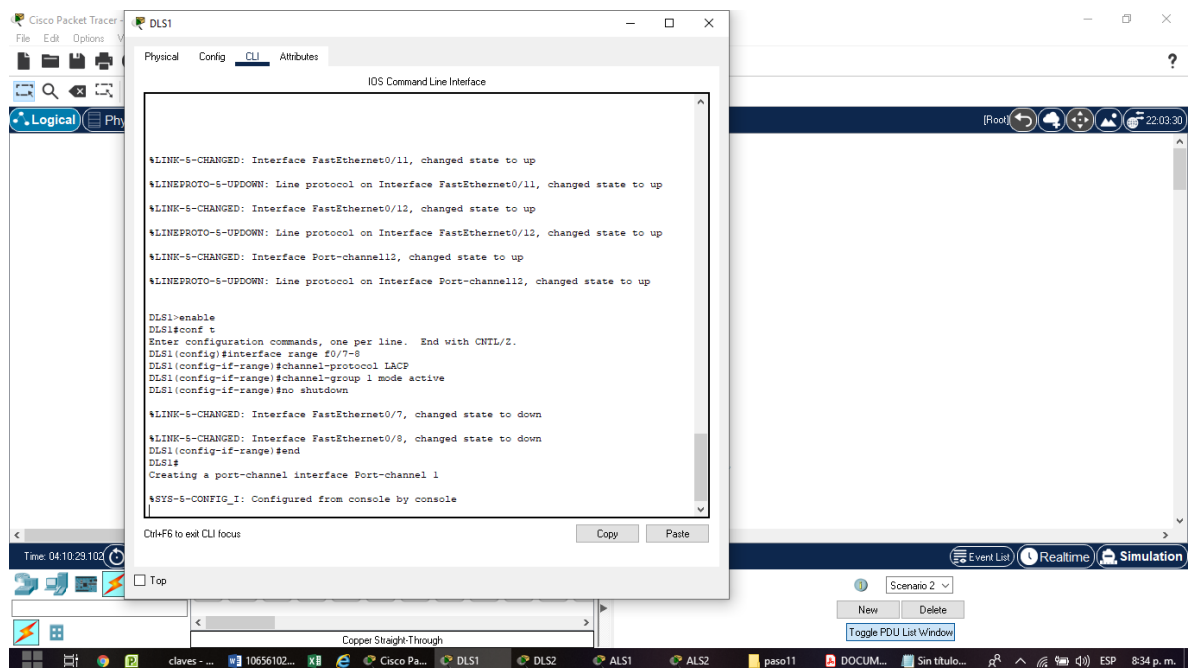 Cisco Packet Tracer -
DLS1
File Edit Options V
Physical Config CLI Attributes
IOS Command Line Interface
?
Logical
Phy
[Root]
22:03:30
%LINK-5-CHANGED: Interface FastEthernet0/11, changed state to up
%LINEPROTO-5-UPDOWN: Line protocol on Interface FastEthernet0/11, changed state to up
%LINK-5-CHANGED: Interface FastEthernet0/12, changed state to up
%LINEPROTO-5-UPDOWN: Line protocol on Interface FastEthernet0/12, changed state to up
%LINK-5-CHANGED: Interface Port-channel12, changed state to up
%LINEPROTO-5-UPDOWN: Line protocol on Interface Port-channel12, changed state to up
DLS1>enable
DLS1#conf t
Enter configuration commands, one per line. End with CNTL/Z.
DLS1(config)#interface range f0/7-8
DLS1(config-if-range)#channel-protocol LACP
DLS1(config-if-range)#channel-group 1 mode active
DLS1(config-if-range)#no shutdown
%LINK-5-CHANGED: Interface FastEthernet0/7, changed state to down
%LINK-5-CHANGED: Interface FastEthernet0/8, changed state to down
DLS1(config-if-range)#end
DLS1#
Creating a port-channel interface Port-channel 1
%SYS-5-CONFIG_I: Configured from console by console
Ctrl+F6 to exit CLI focus
Copy
Paste
Time: 04:10:29.102
Event List
Realtime
Simulation
Top
Scenario 2
New
Delete
Toggle PDU List Window
Copper Straight-Through
claves - ...
10656102...
Cisco Pa...
DLS1
DLS2
ALS1
ALS2
paso11
DOCUM...
Sin título...
ESP
8:34 p. m.